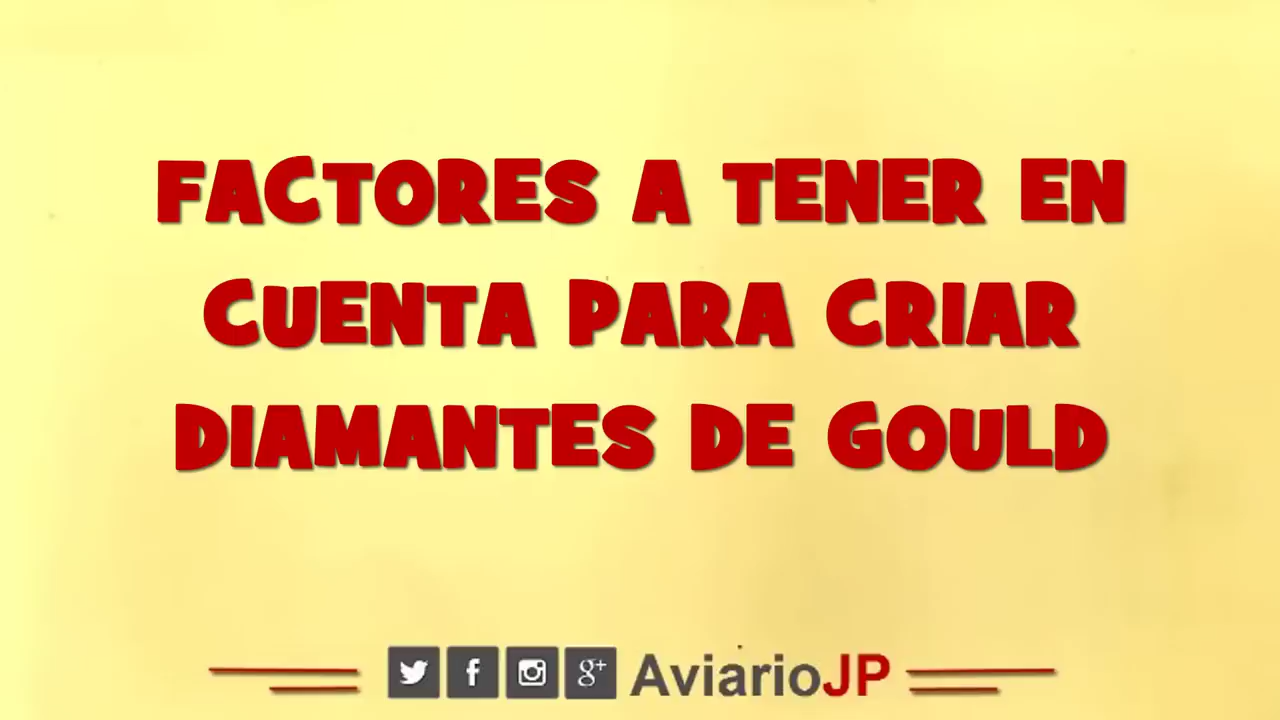 FACTORES A TENER EN
CUENTA PARA CRIAR
DIAMANTES DE GOULD
f g+ AviarioJP